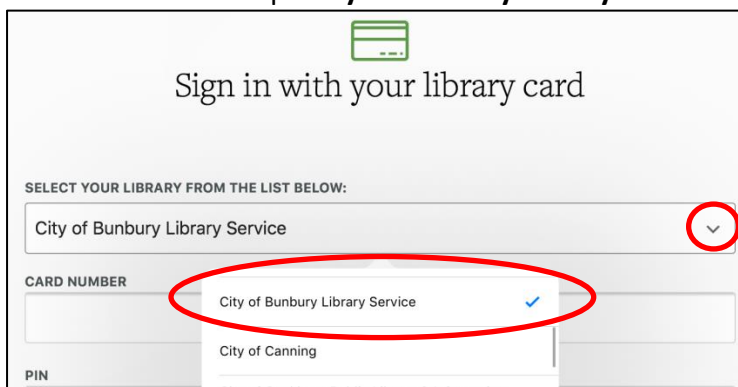 Sign in with your library card
SELECT YOUR LIBRARY FROM THE LIST BELOW:
City of Bunbury Library Service
CARD NUMBER
City of Bunbury Library Service
City of Canning
PIN